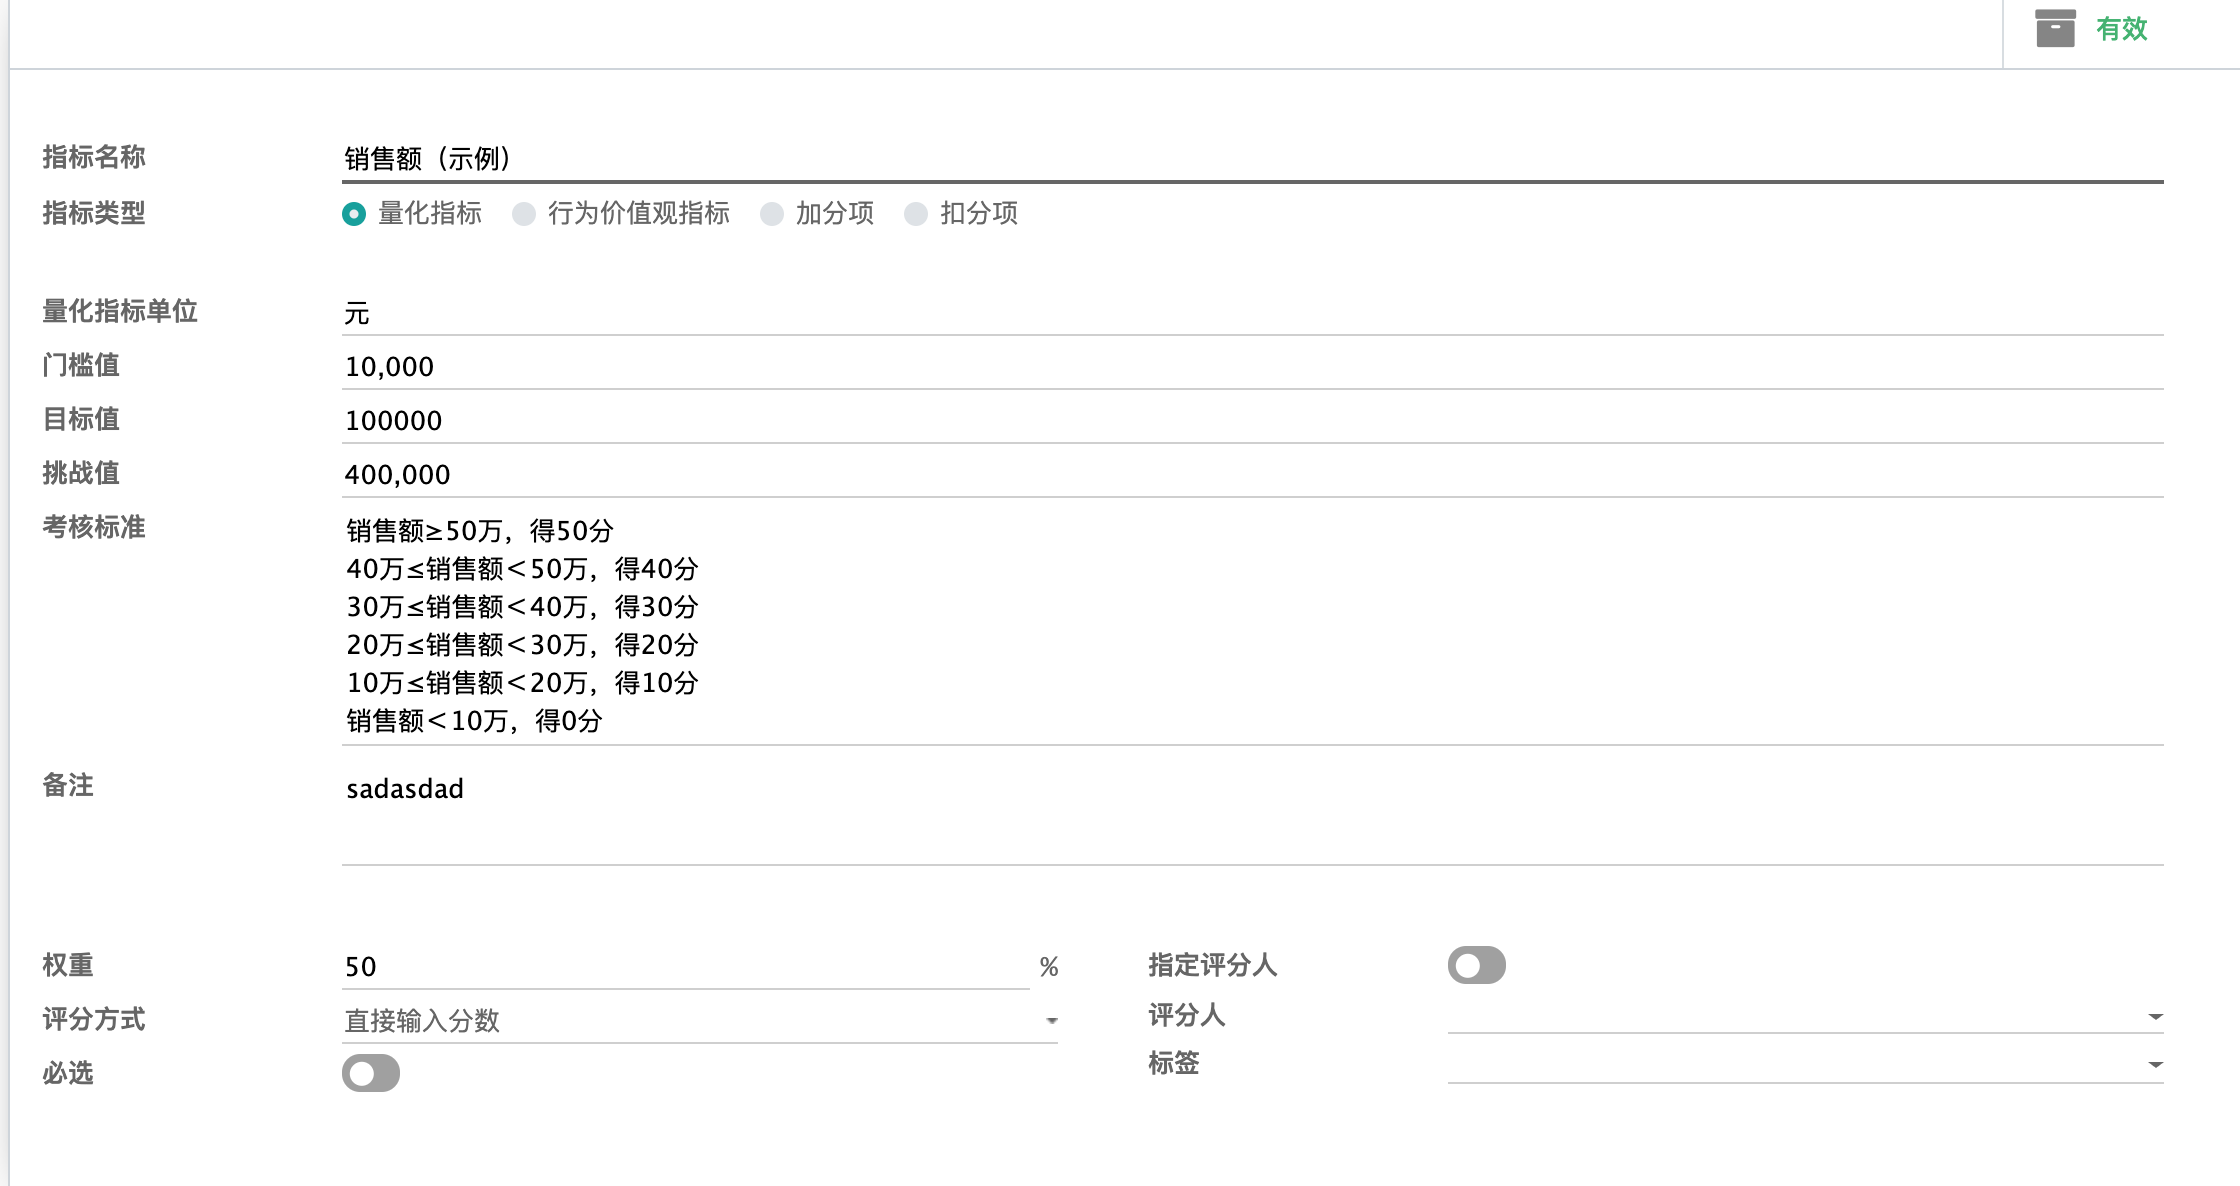 有效
指标名称 销售额（示例）
指标类型 量化指标 行为价值观指标 加分项 扣分项
量化指标单位 元
门槛值 10,000
目标值 100000
挑战值 400,000
考核标准 销售额≥50万，得50分
40万≤销售额＜50万，得40分
30万≤销售额＜40万，得30分
20万≤销售额＜30万，得20分
10万≤销售额＜20万，得10分
销售额＜10万，得0分
备注 sadasdad
权重 50 % 指定评分人
评分方式 直接输入分数 评分人
必选 标签